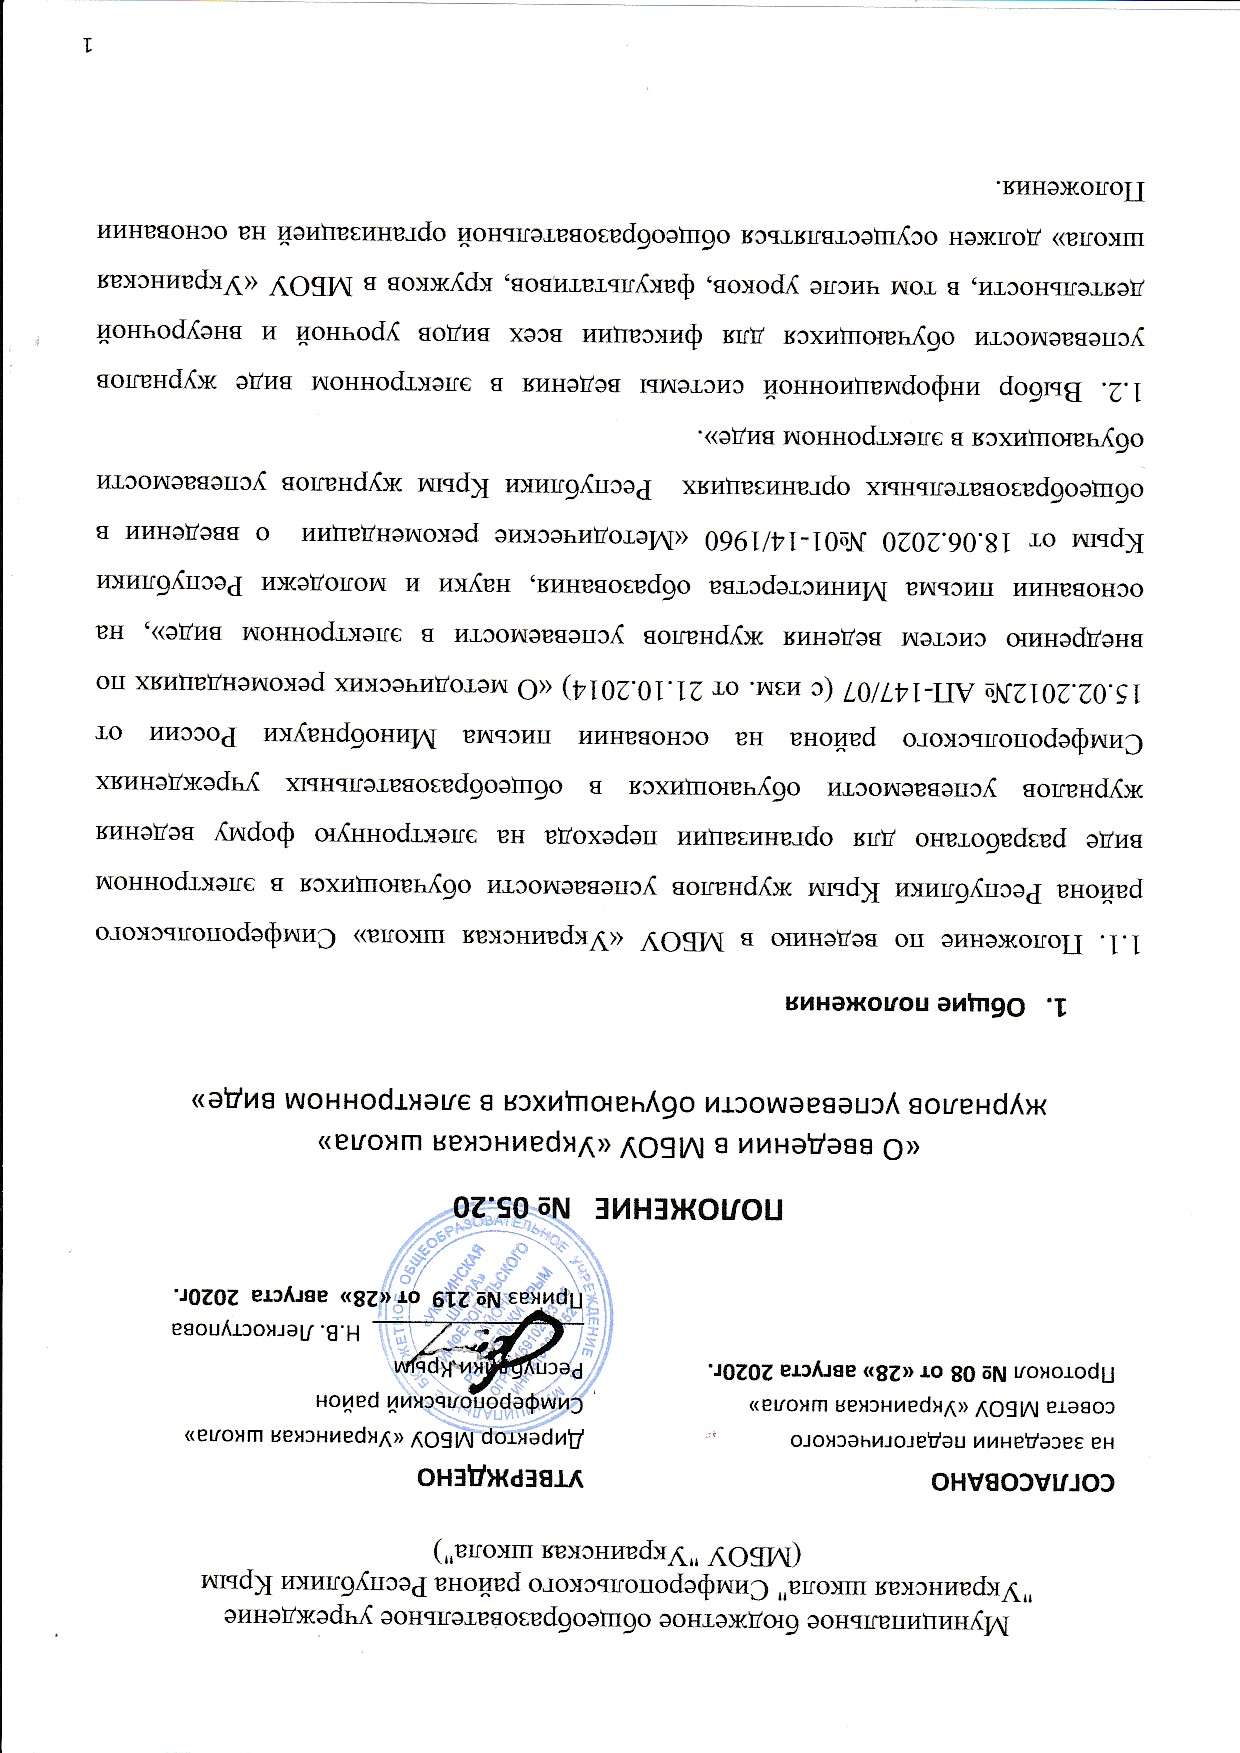 Муниципальное бюджетное общеобразовательное учреждение
"Украинская школа" Симферопольского района Республики Крым
(МБОУ "Украинская школа")
СОГЛАСОВАНО
на заседании педагогического
совета МБОУ «Украинская школа»
Протокол № 08 от «28» августа 2020г.
УТВЕРЖДЕНО
Директор МБОУ «Украинская школа»
Симферопольский район
Республики Крым
Н.В. Легкоступова
Приказ № 219 от «28» августа 2020г.
ПОЛОЖЕНИЕ № 05.20
«О введении в МБОУ «Украинская школа»
журналов успеваемости обучающихся в электронном виде»
1. Общие положения
1.1. Положение по ведению в МБОУ «Украинская школа» Симферопольского
района Республики Крым журналов успеваемости обучающихся в электронном
виде разработано для организации перехода на электронную форму ведения
журналов успеваемости обучающихся в общеобразовательных учреждениях
Симферопольского района на основании письма Минобрнауки России от
15.02.2012№ АП-147/07 (с изм. от 21.10.2014) «О методических рекомендациях по
внедрению систем ведения журналов успеваемости в электронном виде», на
основании письма Министерства образования, науки и молодежи Республики
Крым от 18.06.2020 №01-14/1960 «Методические рекомендации о введении в
общеобразовательных организациях Республики Крым журналов успеваемости
обучающихся в электронном виде».
1.2. Выбор информационной системы ведения в электронном виде журналов
успеваемости обучающихся для фиксации всех видов урочной и внеурочной
деятельности, в том числе уроков, факультативов, кружков в МБОУ «Украинская
школа» должен осуществляться общеобразовательной организацией на основании
Положения.
1